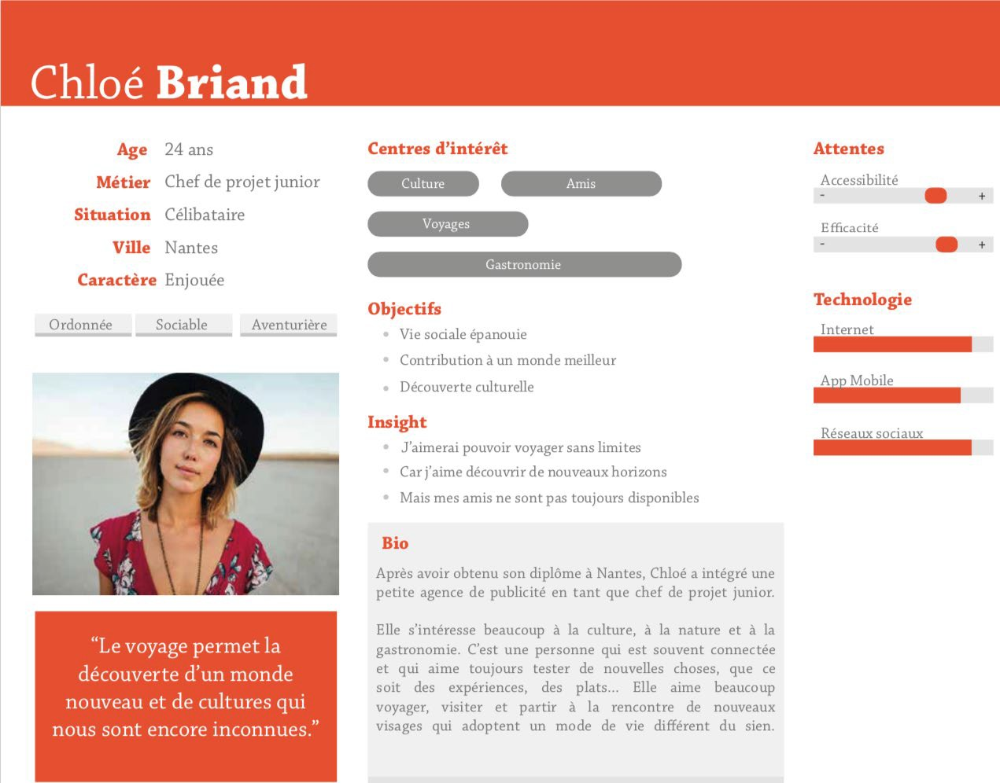 Chloé Briand
Age 24 ans
Métier Chef de projet junior
Situation Célibataire
Ville Nantes
Caractère Enjouée
Ordonnée Sociable Aventurière
“Le voyage permet la
découverte d’un monde
nouveau et de cultures qui
nous sont encore inconnues.”
Centres d’intérêt
Culture Amis
Voyages
Gastronomie
Objectifs
• Vie sociale épanouie
• Contribution à un monde meilleur
• Découverte culturelle
Insight
• J’aimerai pouvoir voyager sans limites
• Car j’aime découvrir de nouveaux horizons
• Mais mes amis ne sont pas toujours disponibles
Bio
Après avoir obtenu son diplôme à Nantes, Chloé a intégré une
petite agence de publicité en tant que chef de projet junior.
Elle s’intéresse beaucoup à la culture, à la nature et à la
gastronomie. C’est une personne qui est souvent connectée
et qui aime toujours tester de nouvelles choses, que ce
soit des expériences, des plats... Elle aime beaucoup
voyager, visiter et partir à la rencontre de nouveaux
visages qui adoptent un mode de vie différent du sien.
Attentes
Accessibilité
- +
Efficacité
- +
Technologie
Internet
App Mobile
Réseaux sociaux